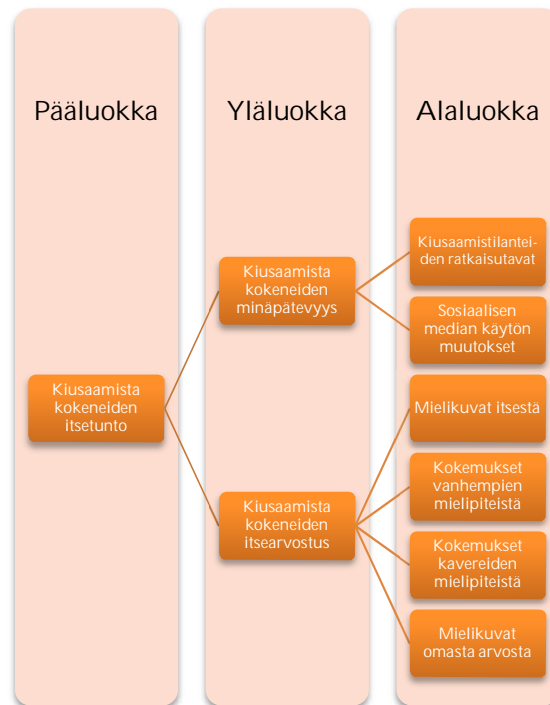 Pääluokka
Yläluokka
Alaluokka
Kiusaamista
kokeneiden
itsetunto
Kiusaamista
kokeneiden
minäpätevyys
Kiusaamista
kokeneiden
itsearvostus
Kiusaamistilantei-
den ratkaisutavat
Sosiaalisen
median käytön
muutokset
Mielikuvat itsestä
Kokemukset
vanhempien
mielipiteistä
Kokemukset
kavereiden
mielipiteistä
Mielikuvat
omasta arvosta